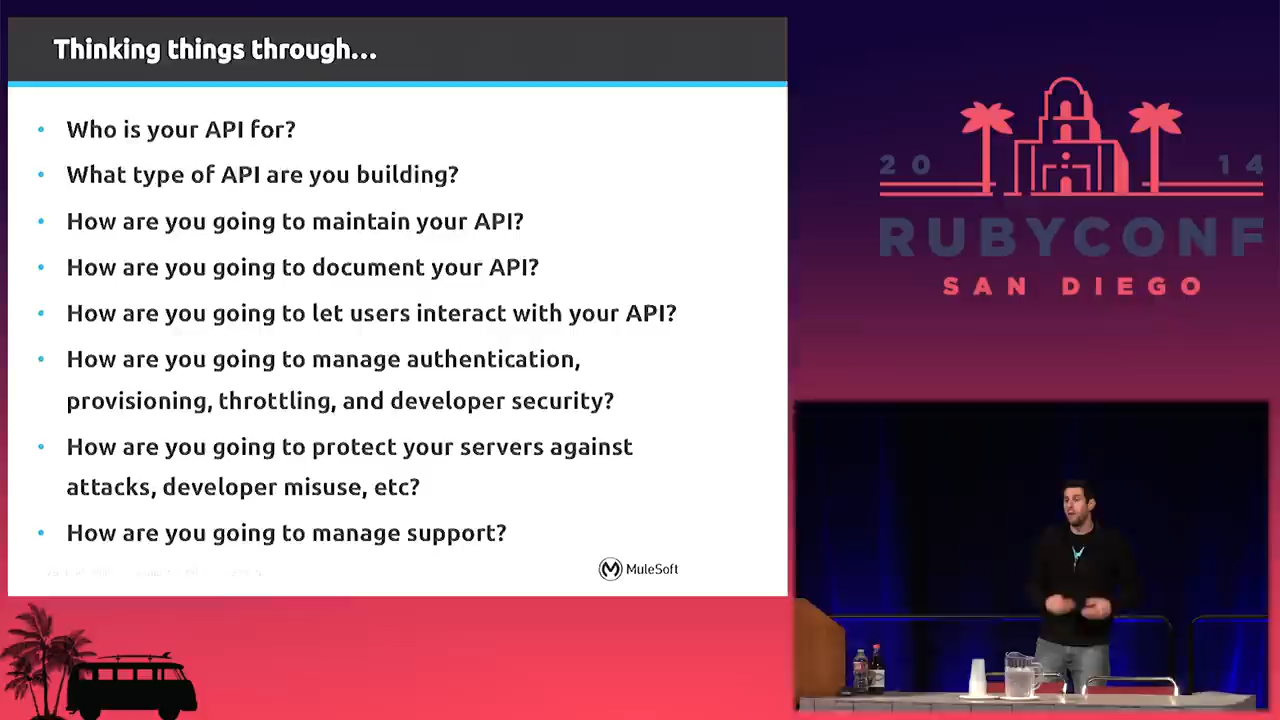 Thinking things through...
Who is your API for?
What type of API are you building?
How are you going to maintain your API?
How are you going to document your API?
How are you going to let users interact with your API?
How are you going to manage authentication,
provisioning, throttling, and developer security?
How are you going to protect your servers against
attacks, developer misuse, etc?
How are you going to manage support?
MuleSoft
20 14
RUBYCONF
SAN DIEGO